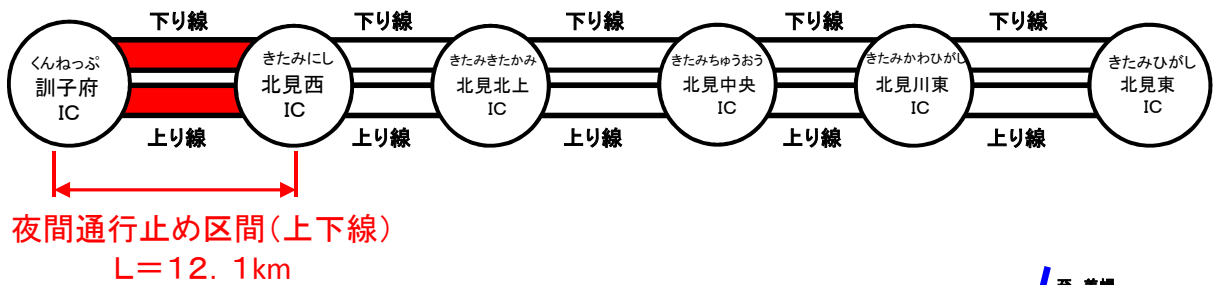 下り線 下り線 下り線 下り線 下り線
くんねっぷ きたみにし きたみきたかみ きたみちゅうおう きたみかわひがし きたみひがし
訓子府 北見西 北見北上 北見中央 北見川東 北見東
IC IC IC IC IC IC
上り線 上り線 上り線 上り線 上り線
夜間通行止め区間(上下線)
L=12.1km